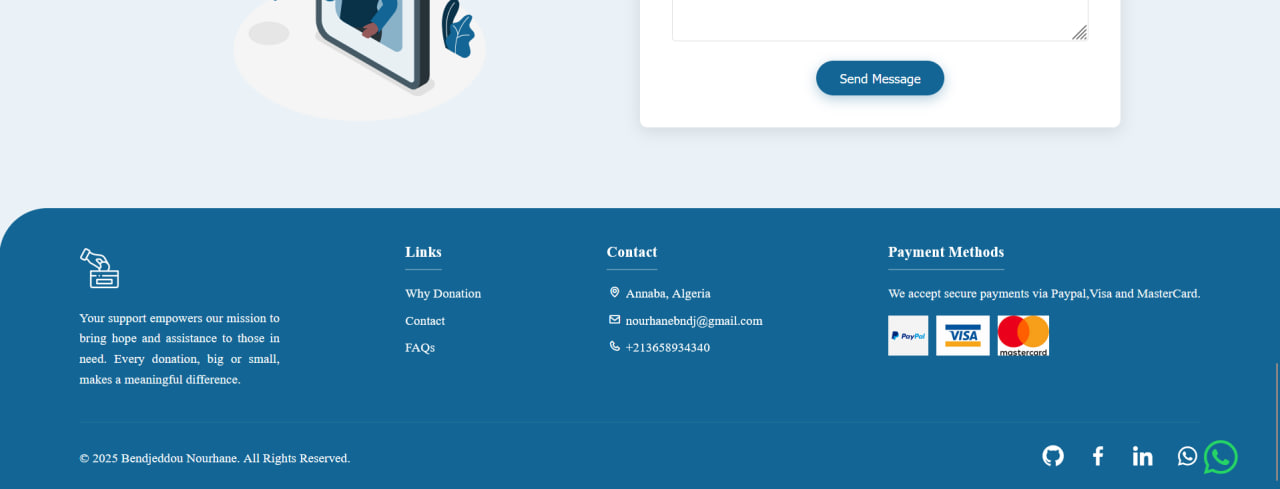 Send Message
Your support empowers our mission to
bring hope and assistance to those in
need. Every donation, big or small,
makes a meaningful difference.
Links
Why Donation
Contact
FAQs
Contact
Annaba, Algeria
nourhanebndj@gmail.com
+213658934340
Payment Methods
We accept secure payments via Paypal,Visa and MasterCard.
PayPal
VISA
mastercard
© 2025 Bendjeddou Nourhane. All Rights Reserved.